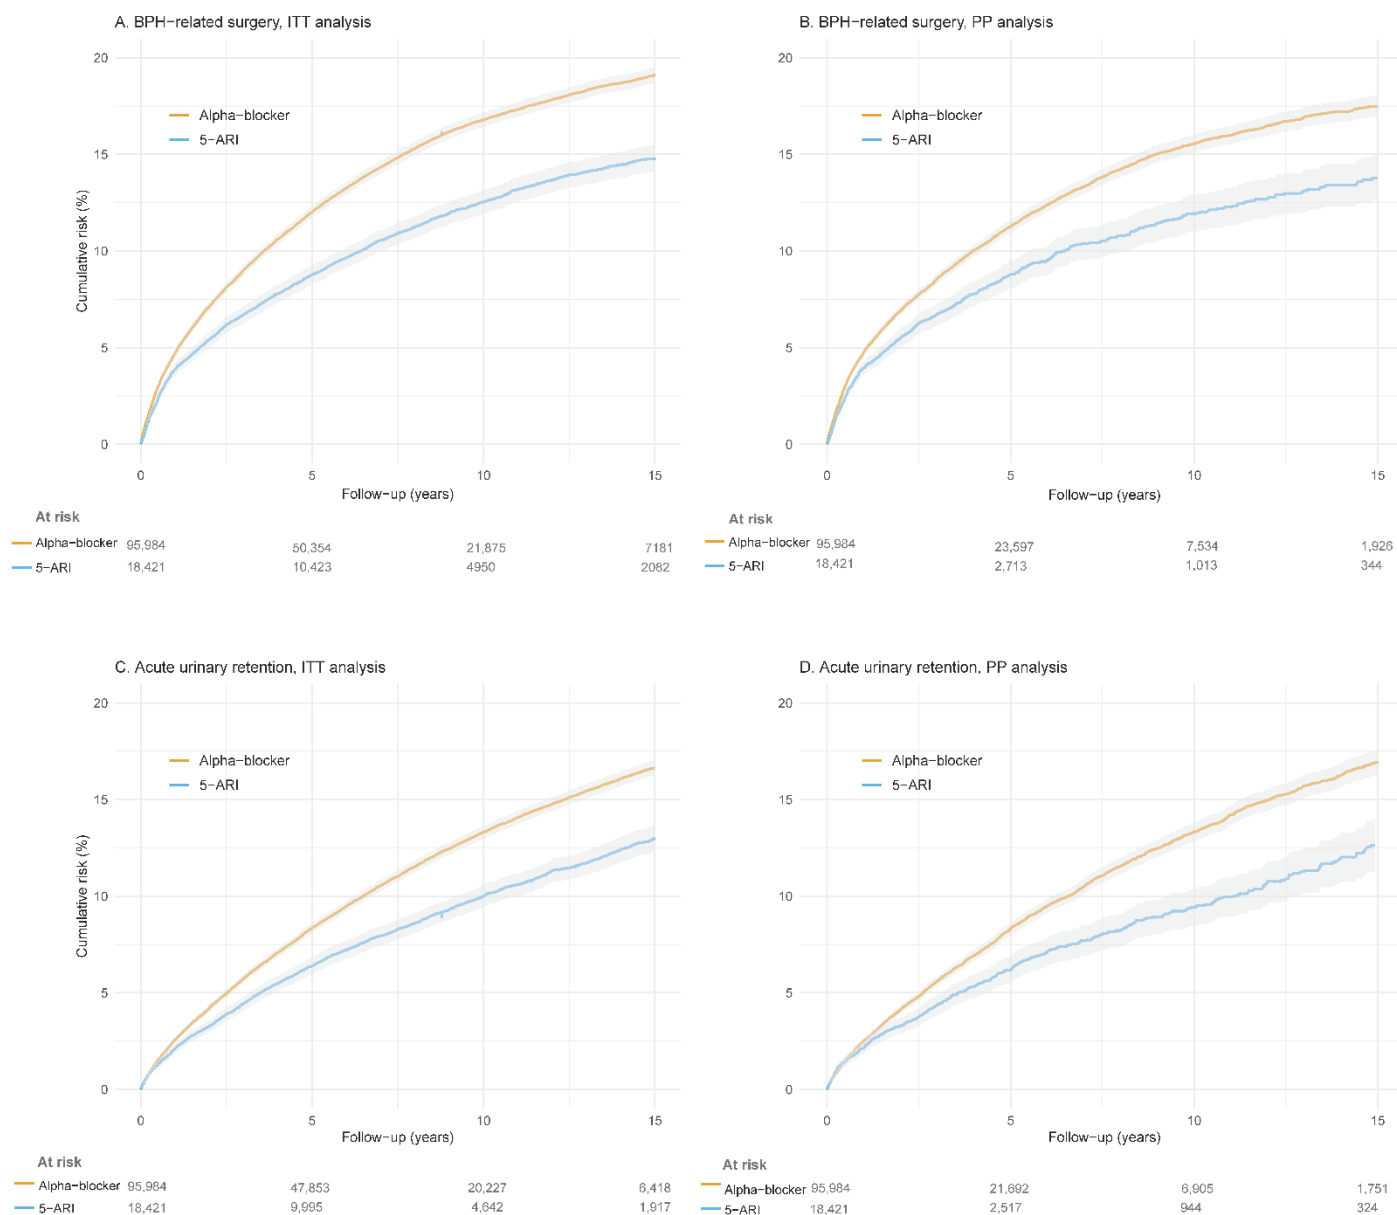 A. BPH-related surgery, ITT analysis
20
15
10
5
0
Cumulative risk (%)
Alpha-blocker
5-ARI
0 5 10 15
Follow-up (years)
At risk
Alpha-blocker 95,984 50,354 21,875 7181
5-ARI 18,421 10,423 4950 2082
B. BPH-related surgery, PP analysis
20
15
10
5
0
Alpha-blocker
5-ARI
0 5 10 15
Follow-up (years)
At risk
Alpha-blocker 95,984 23,597 7,534 1,926
5-ARI 18,421 2,713 1,013 344
C. Acute urinary retention, ITT analysis
20
15
10
5
0
Cumulative risk (%)
Alpha-blocker
5-ARI
0 5 10 15
Follow-up (years)
At risk
Alpha-blocker 95,984 47,853 20,227 6,418
5-ARI 18,421 9,995 4,642 1,917
D. Acute urinary retention, PP analysis
20
15
10
5
0
Alpha-blocker
5-ARI
0 5 10 15
Follow-up (years)
At risk
Alpha-blocker 95,984 21,692 6,905 1,751
5-ARI 18,421 2,517 944 324